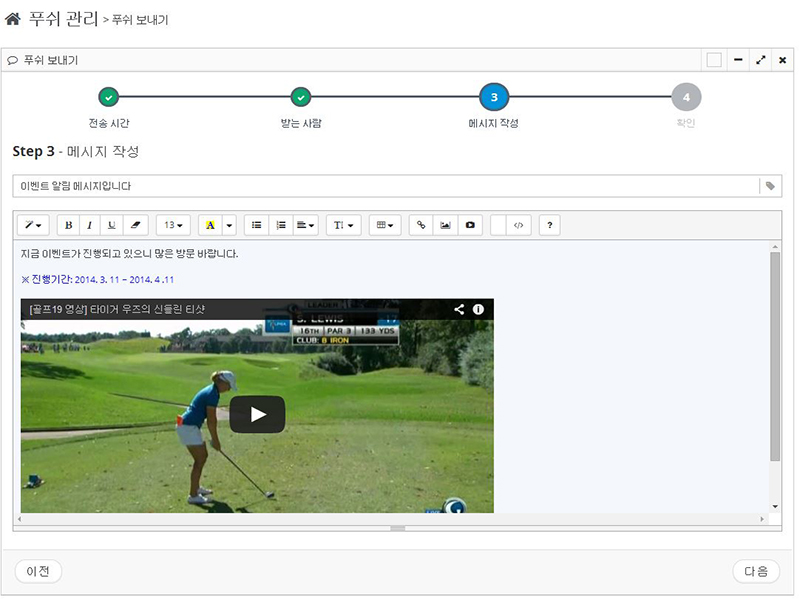 푸쉬 관리 > 푸쉬 보내기
푸쉬 보내기
3
4
전송 시간
받는 사람
메시지 작성
확인
Step 3 - 메시지 작성
이벤트 알림 메시지입니다
B I U 13 A T ?
지금 이벤트가 진행되고 있으니 많은 방문 바랍니다.
※ 진행기간: 2014. 3. 11 ~ 2014. 4 .11
[골프19 영상] 타이거 우즈의 신들린 티샷
LEADER
S. LEWIS -17
16TH PAR 3 133 YDS
CLUB: 8 IRON
이전
다음